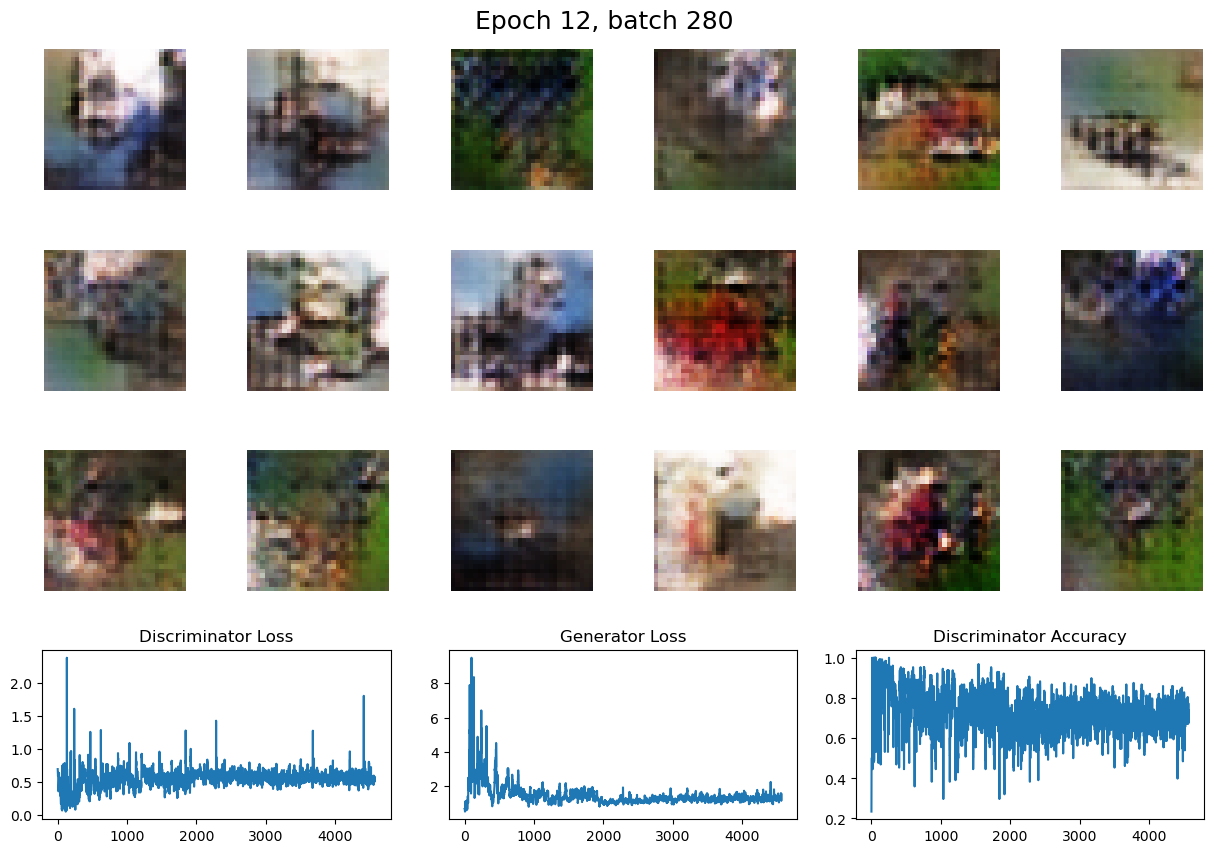 Epoch 12, batch 280
Discriminator Loss
2.0
1.5
1.0
0.5
0.0
0 1000 2000 3000 4000
Generator Loss
8
6
4
2
0 1000 2000 3000 4000
Discriminator Accuracy
1.0
0.8
0.6
0.4
0.2
0 1000 2000 3000 4000